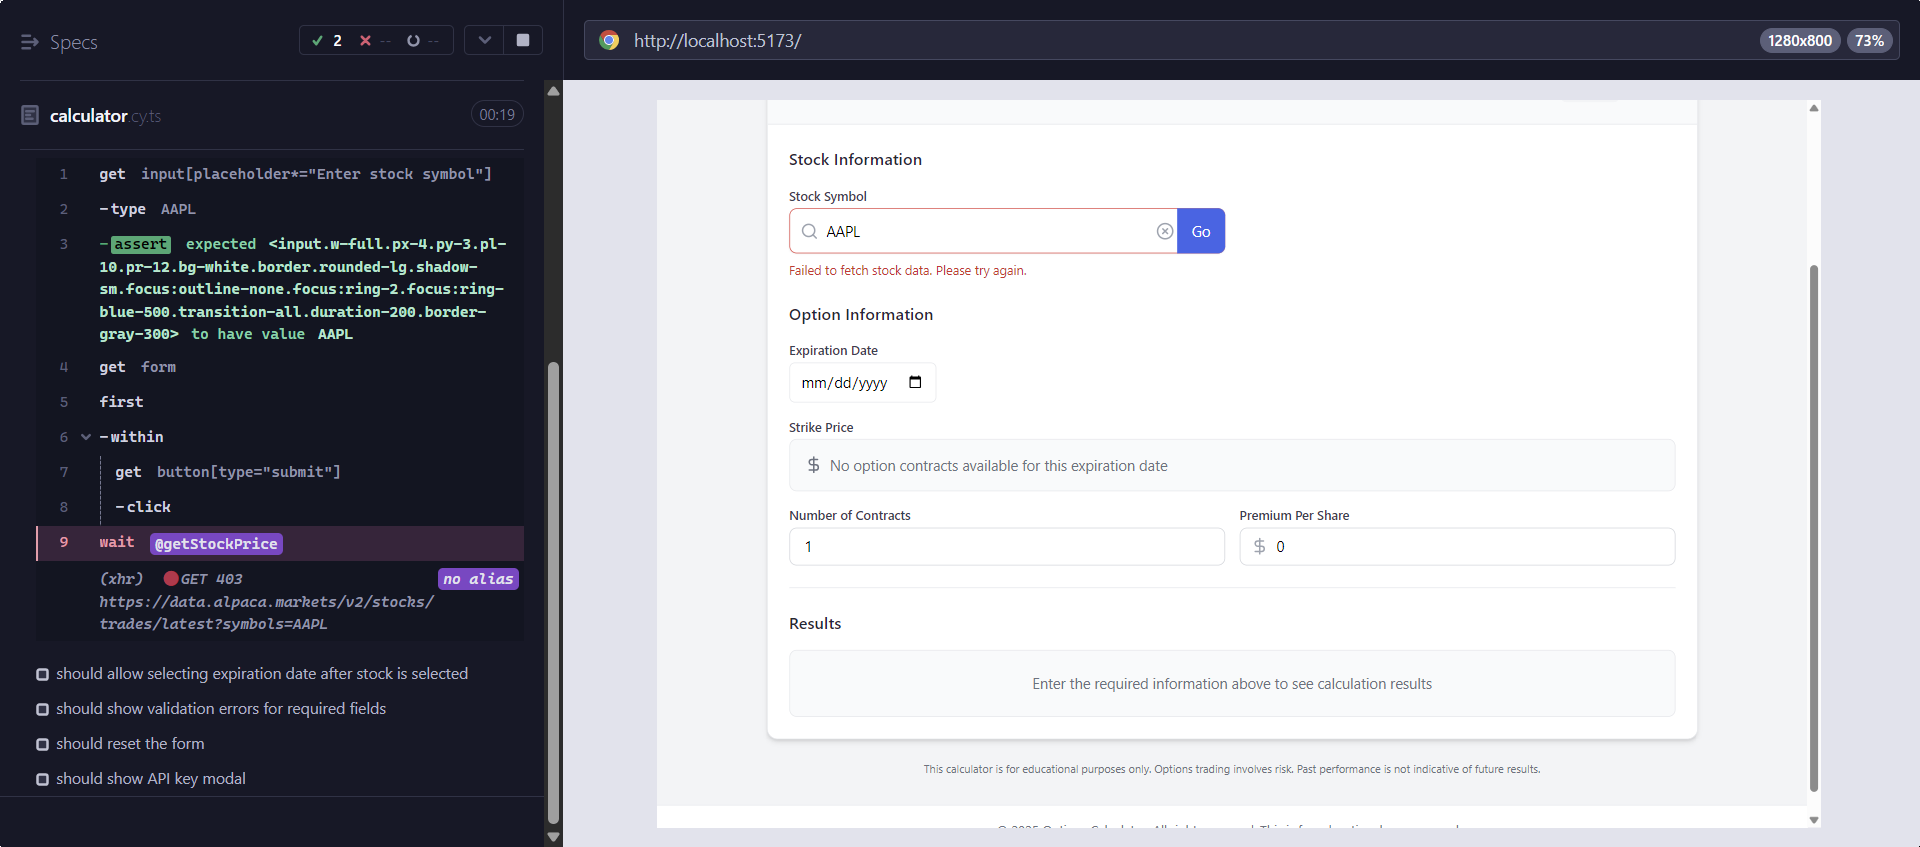 Specs
2
--
--
calculator.cy.ts
00:19
1 get input[placeholder*="Enter stock symbol"]
2 -type AAPL
3 -assert expected <input.w-full.px-4.py-3.pl-
10.pr-12.bg-white.border.rounded-lg.shadow-
sm.focus:outline-none.focus:ring-2.focus:ring-
blue-500.transition-all.duration-200.border-
gray-300> to have value AAPL
4 get form
5 first
6 -within
7 get button[type="submit"]
8 -click
9 wait @getStockPrice
(xhr) GET 403 no alias
https://data.alpaca.markets/v2/stocks/
trades/latest?symbols=AAPL
should allow selecting expiration date after stock is selected
should show validation errors for required fields
should reset the form
should show API key modal
http://localhost:5173/
1280x800
73%
Stock Information
Stock Symbol
AAPL
Go
Failed to fetch stock data. Please try again.
Option Information
Expiration Date
mm/dd/yyyy
Strike Price
$ No option contracts available for this expiration date
Number of Contracts
1
Premium Per Share
$ 0
Results
Enter the required information above to see calculation results
This calculator is for educational purposes only. Options trading involves risk. Past performance is not indicative of future results.